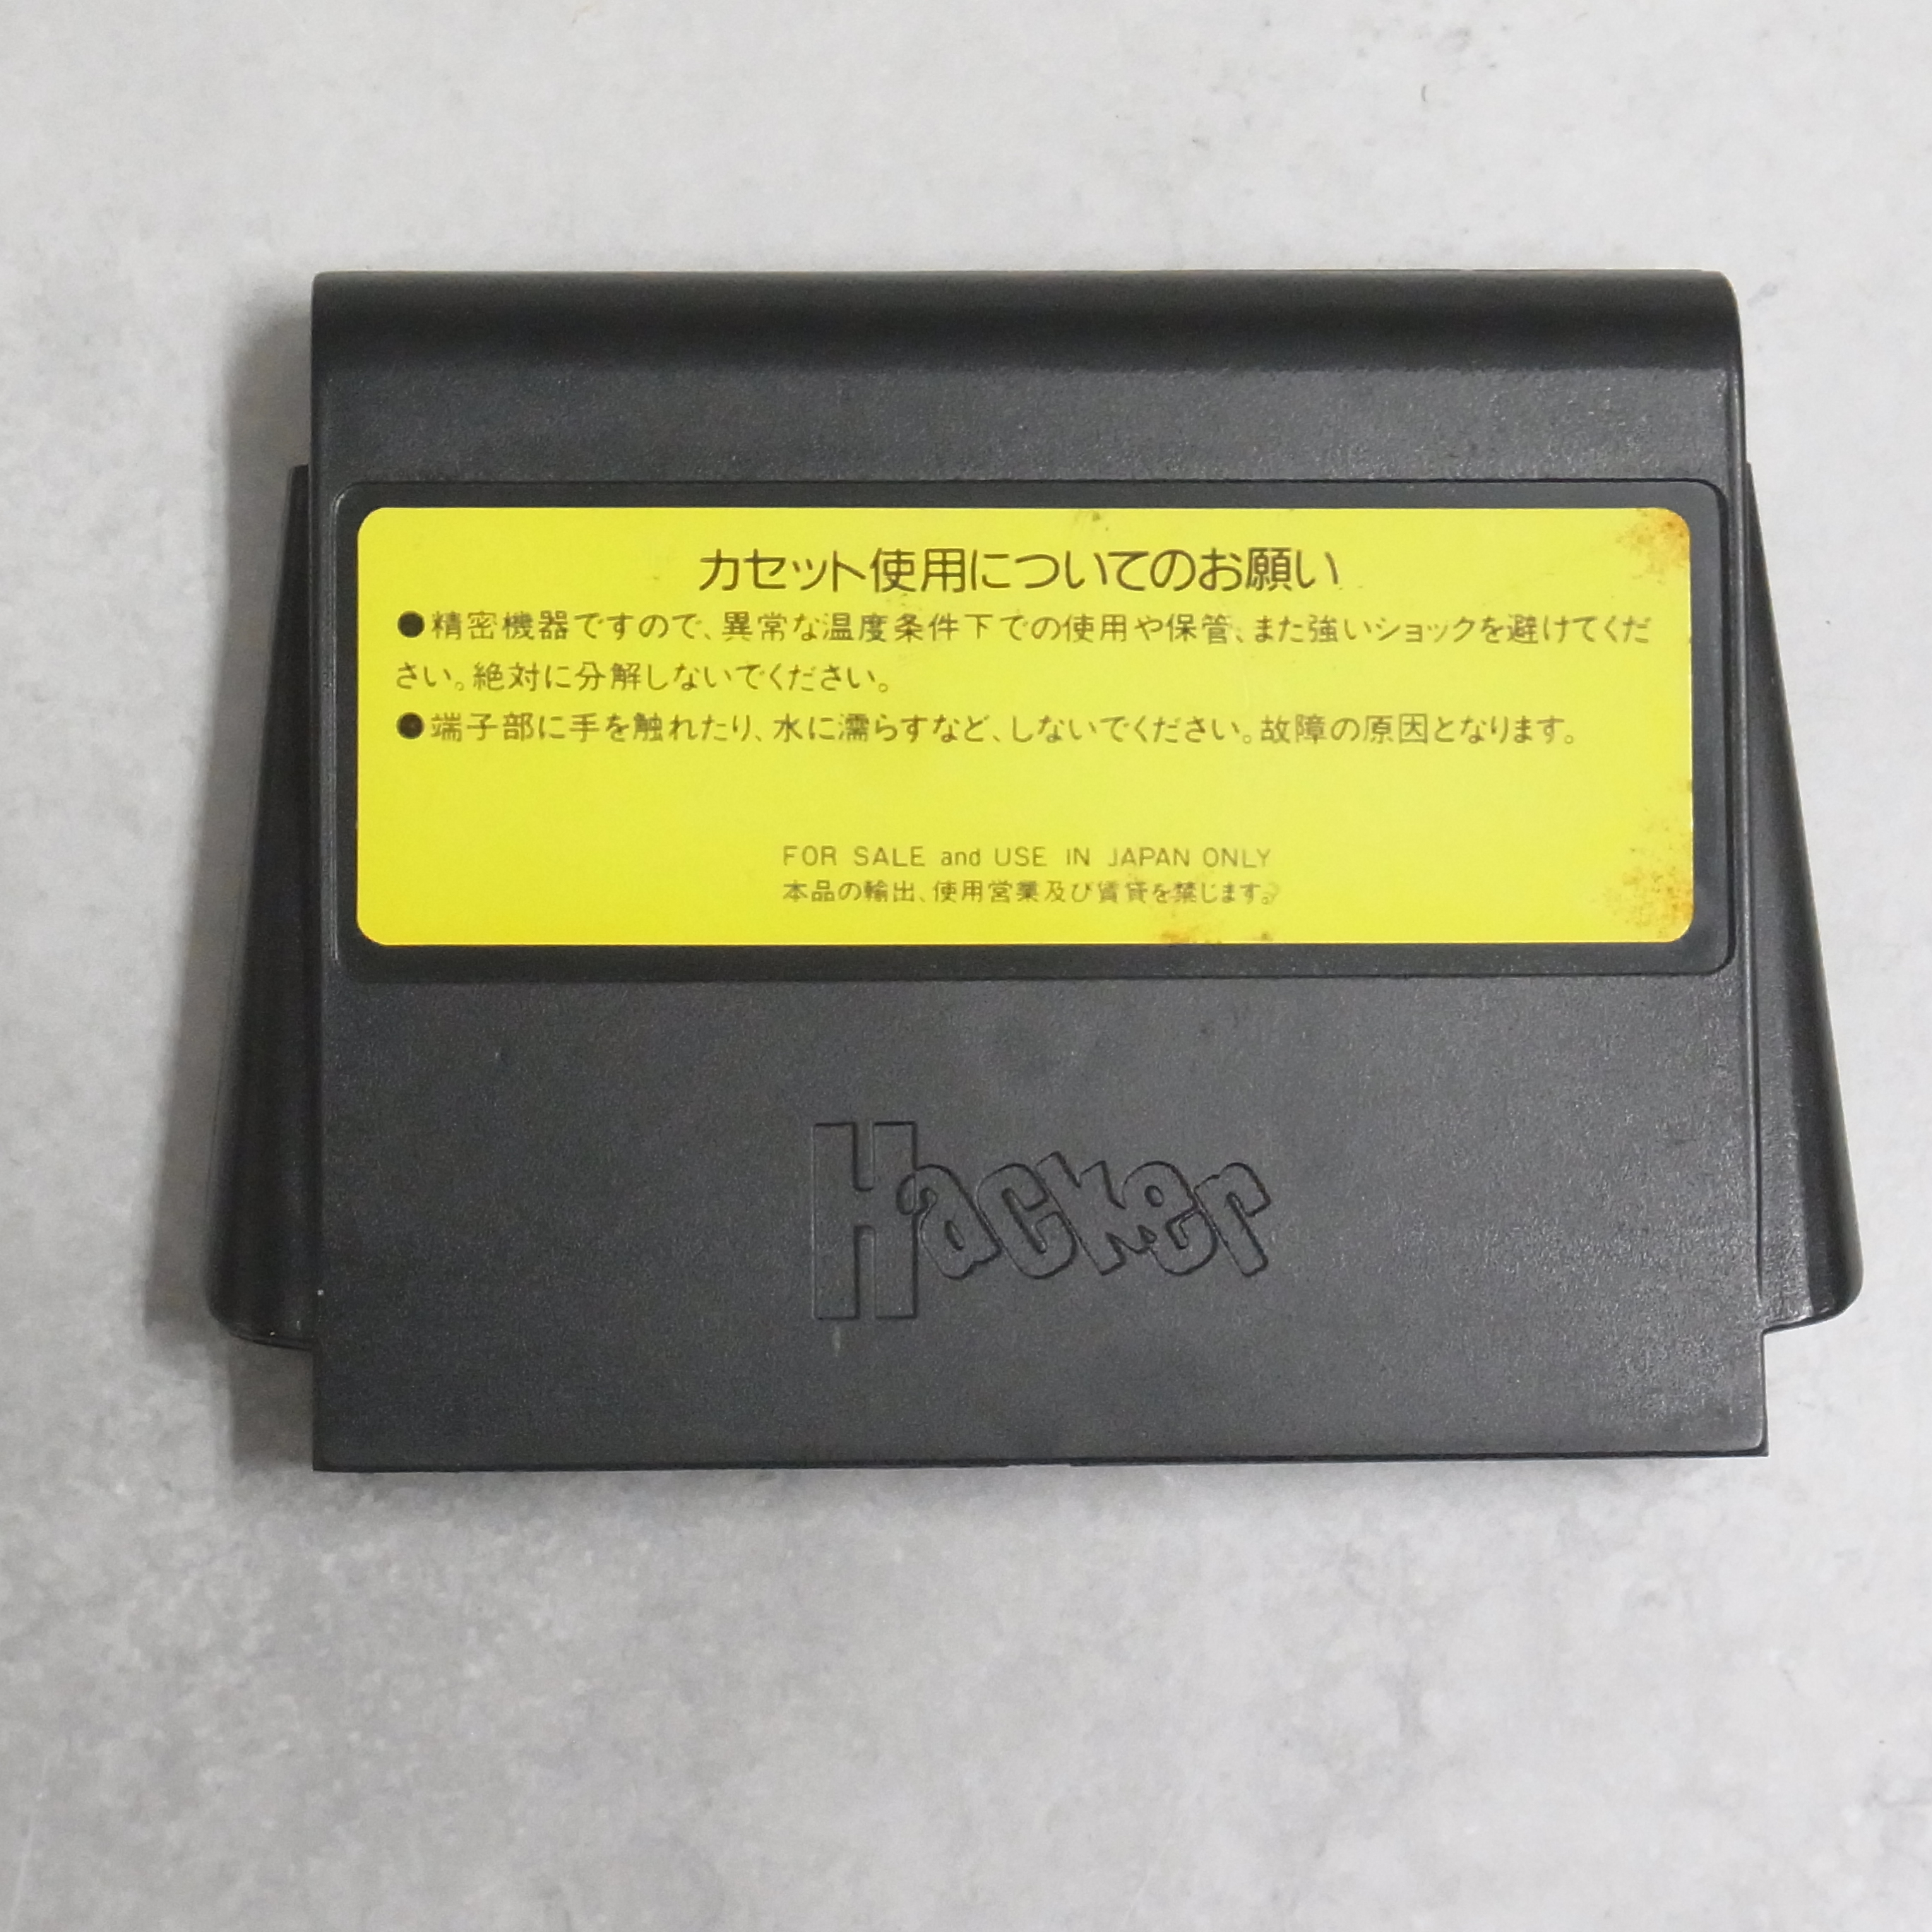 カセット使用についてのお願い
●精密機器ですので、異常な温度条件下での使用や保管、また強いショックを避けてくだ
さい。絶対に分解しないでください。
●端子部に手を触れたり、水に濡らすなど、しないでください。故障の原因となります。
FOR SALE and USE IN JAPAN ONLY
本品の輸出、使用営業及び賃貸を禁じます。
Hacker